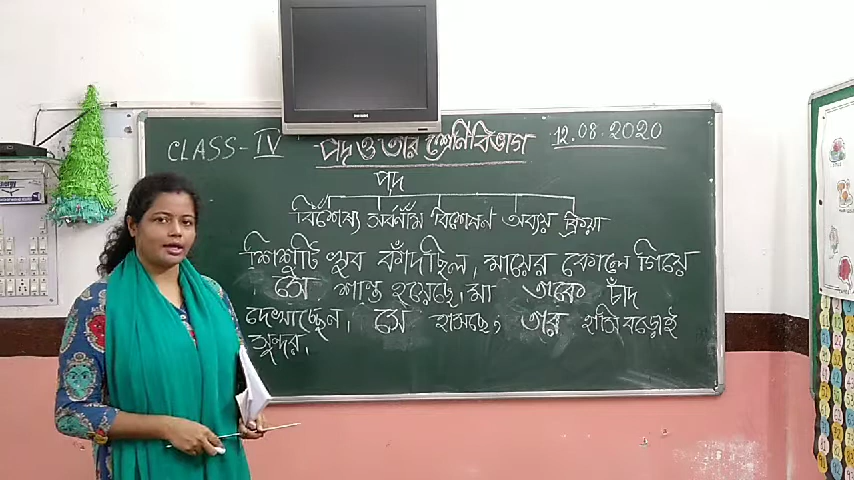 CLASS - IV
পদ ও তার শ্রেণিবিভাগ
12.08.2020
পদ
বিশেষ্য সর্বনাম বিশেষণ অব্যয় ক্রিয়া
শিশুটি খুব কাঁদছিল, মায়ের কোলে গিয়ে
সে শান্ত হয়েছে, মা তাকে চাঁদ
দেখাচ্ছেন। সে হাসছে, তার হাসি বড়োই
সুন্দর।